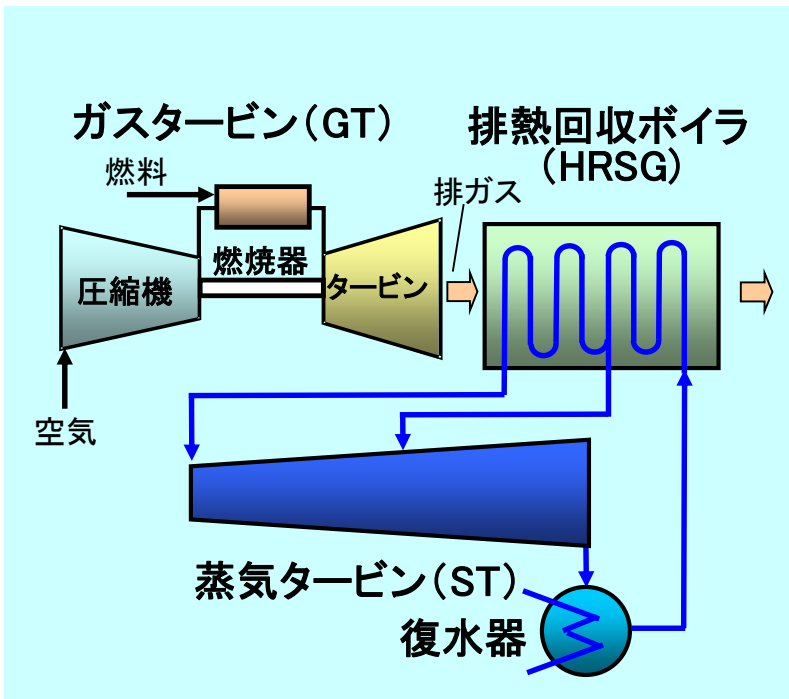 ガスタービン(GT)
排熱回収ボイラ
(HRSG)
燃料
排ガス
燃焼器
圧縮機
タービン
空気
蒸気タービン(ST)
復水器